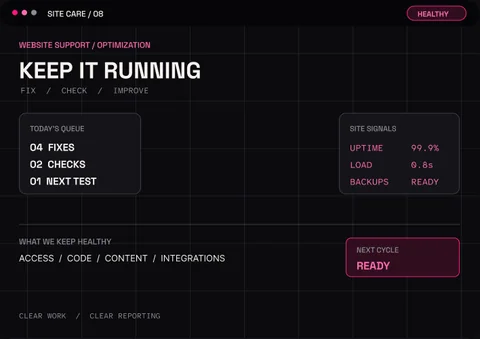 SITE CARE / 08
HEALTHY
WEBSITE SUPPORT / OPTIMIZATION
KEEP IT RUNNING
FIX / CHECK / IMPROVE
TODAY'S QUEUE
04 FIXES
02 CHECKS
01 NEXT TEST
SITE SIGNALS
UPTIME 99.9%
LOAD 0.8s
BACKUPS READY
WHAT WE KEEP HEALTHY
ACCESS / CODE / CONTENT / INTEGRATIONS
NEXT CYCLE
READY
CLEAR WORK / CLEAR REPORTING